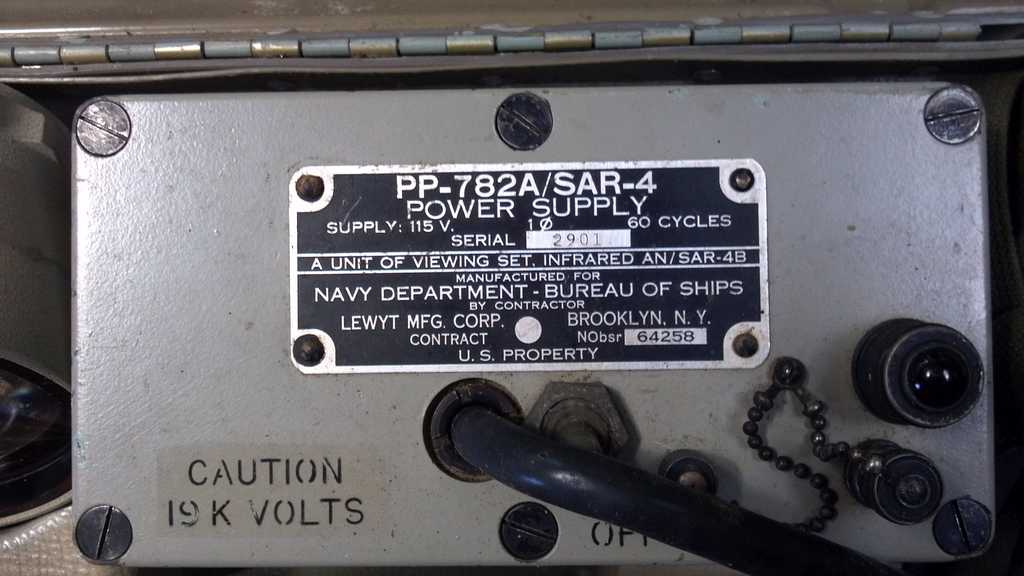 PP-782A/SAR-4
POWER SUPPLY
SUPPLY: 115 V. 1Ø 60 CYCLES
SERIAL 2901
A UNIT OF VIEWING SET, INFRARED AN/SAR-4B
MANUFACTURED FOR
NAVY DEPARTMENT - BUREAU OF SHIPS
BY CONTRACTOR
LEWYT MFG. CORP. BROOKLYN, N. Y.
CONTRACT NObsr 64258
U.S. PROPERTY
CAUTION
19 K VOLTS